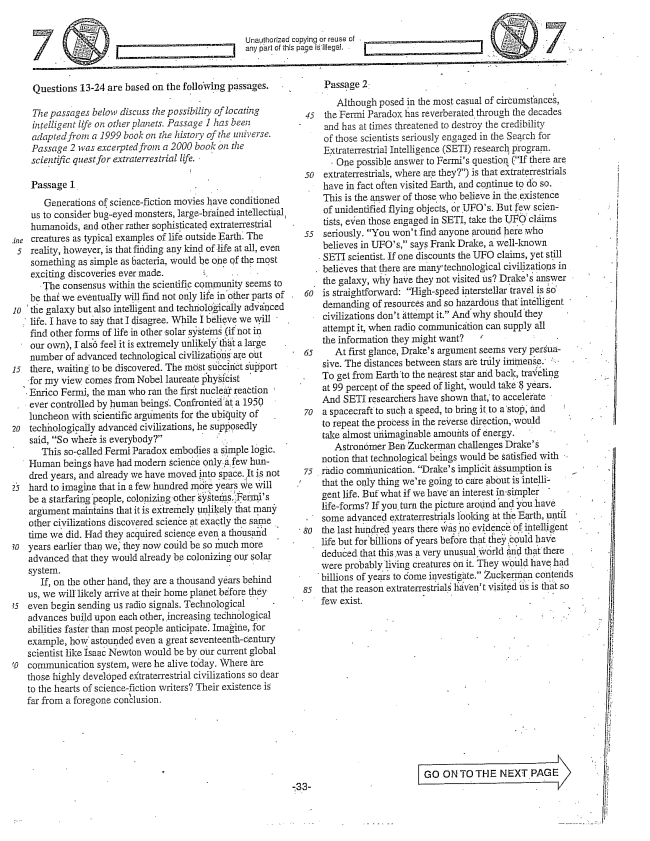 7
Unauthorized copying or reuse of
any part of this page is illegal.
7
Questions 13-24 are based on the following passages.
The passages below discuss the possibility of locating
intelligent life on other planets. Passage 1 has been
adapted from a 1999 book on the history of the universe.
Passage 2 was excerpted from a 2000 book on the
scientific quest for extraterrestrial life.
Passage 1
Generations of science-fiction movies have conditioned
us to consider bug-eyed monsters, large-brained intellectual
humanoids, and other rather sophisticated extraterrestrial
ine creatures as typical examples of life outside Earth. The
5 reality, however, is that finding any kind of life at all, even
something as simple as bacteria, would be one of the most
exciting discoveries ever made.
The consensus within the scientific community seems to
be that we eventually will find not only life in other parts of
10 the galaxy but also intelligent and technologically advanced
life. I have to say that I disagree. While I believe we will
find other forms of life in other solar systems (if not in
our own), I also feel it is extremely unlikely that a large
number of advanced technological civilizations are out
15 there, waiting to be discovered. The most succinct support
for my view comes from Nobel laureate physicist
Enrico Fermi, the man who ran the first nuclear reaction
ever controlled by human beings. Confronted at a 1950
luncheon with scientific arguments for the ubiquity of
20 technologically advanced civilizations, he supposedly
said, “So where is everybody?”
This so-called Fermi Paradox embodies a simple logic.
Human beings have had modern science only a few hun-
dred years, and already we have moved into space. It is not
25 hard to imagine that in a few hundred more years we will
be a starfaring people, colonizing other systems. Fermi's
argument maintains that it is extremely unlikely that many
other civilizations discovered science at exactly the same
time we did. Had they acquired science even a thousand
30 years earlier than we, they now could be so much more
advanced that they would already be colonizing our solar
system.
If, on the other hand, they are a thousand years behind
us, we will likely arrive at their home planet before they
35 even begin sending us radio signals. Technological
advances build upon each other, increasing technological
abilities faster than most people anticipate. Imagine, for
example, how astounded even a great seventeenth-century
scientist like Isaac Newton would be by our current global
40 communication system, were he alive today. Where are
those highly developed extraterrestrial civilizations so dear
to the hearts of science-fiction writers? Their existence is
far from a foregone conclusion.
Passage 2
Although posed in the most casual of circumstances,
45 the Fermi Paradox has reverberated through the decades
and has at times threatened to destroy the credibility
of those scientists seriously engaged in the Search for
Extraterrestrial Intelligence (SETI) research program.
One possible answer to Fermi's question (“If there are
50 extraterrestrials, where are they?”) is that extraterrestrials
have in fact often visited Earth, and continue to do so.
This is the answer of those who believe in the existence
of unidentified flying objects, or UFO's. But few scien-
tists, even those engaged in SETI, take the UFO claims
55 seriously. “You won't find anyone around here who
believes in UFO's,” says Frank Drake, a well-known
SETI scientist. If one discounts the UFO claims, yet still
believes that there are many technological civilizations in
the galaxy, why have they not visited us? Drake's answer
60 is straightforward: “High-speed interstellar travel is so
demanding of resources and so hazardous that intelligent
civilizations don't attempt it.” And why should they
attempt it, when radio communication can supply all
the information they might want?
65 At first glance, Drake's argument seems very persua-
sive. The distances between stars are truly immense.
To get from Earth to the nearest star and back, traveling
at 99 percent of the speed of light, would take 8 years.
And SETI researchers have shown that, to accelerate
70 a spacecraft to such a speed, to bring it to a stop, and
to repeat the process in the reverse direction, would
take almost unimaginable amounts of energy.
Astronomer Ben Zuckerman challenges Drake's
notion that technological beings would be satisfied with
75 radio communication. “Drake's implicit assumption is
that the only thing we're going to care about is intelli-
gent life. But what if we have an interest in simpler
life-forms? If you turn the picture around and you have
some advanced extraterrestrials looking at the Earth, until
80 the last hundred years there was no evidence of intelligent
life but for billions of years before that they could have
deduced that this was a very unusual world and that there
were probably living creatures on it. They would have had
billions of years to come investigate.” Zuckerman contends
85 that the reason extraterrestrials haven't visited us is that so
few exist.
GO ON TO THE NEXT PAGE
-33-